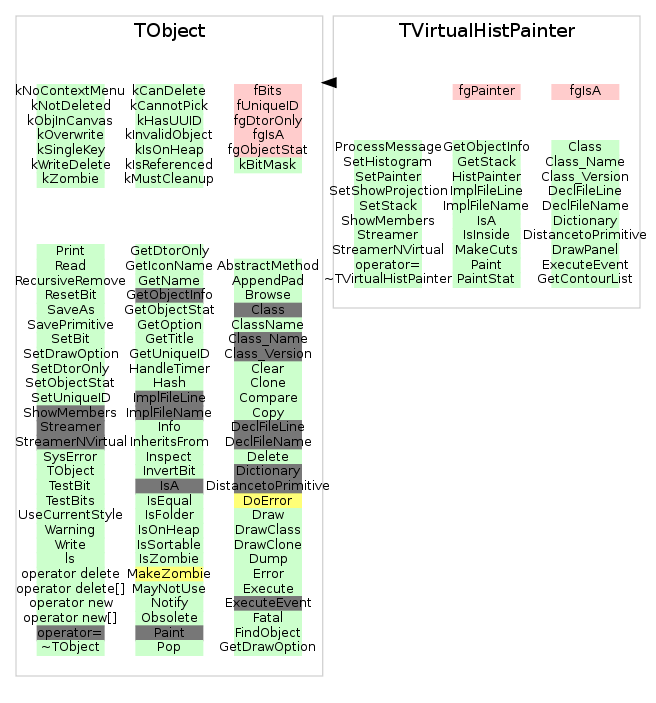 TObject
kNoContextMenu kCanDelete fBits
kNotDeleted kCannotPick fUniqueID
kObjInCanvas kHasUUID fgDtorOnly
kOverwrite kInvalidObject fgIsA
kSingleKey kIsOnHeap fgObjectStat
kWriteDelete kIsReferenced kBitMask
kZombie kMustCleanup
Print GetDtorOnly
Read GetIconName AbstractMethod
RecursiveRemove GetName AppendPad
ResetBit GetObjectInfo Browse
SaveAs GetObjectStat Class
SavePrimitive GetOption ClassName
SetBit GetTitle Class_Name
SetDrawOption GetUniqueID Class_Version
SetDtorOnly HandleTimer Clear
SetObjectStat Hash Clone
SetUniqueID ImplFileLine Compare
ShowMembers ImplFileName Copy
Streamer Info DeclFileLine
StreamerNVirtual InheritsFrom DeclFileName
SysError Inspect Delete
TObject InvertBit Dictionary
TestBit IsA DistancetoPrimitive
TestBits IsEqual DoError
UseCurrentStyle IsFolder Draw
Warning IsOnHeap DrawClass
Write IsSortable DrawClone
ls IsZombie Dump
operator delete MakeZombie Error
operator delete[] MayNotUse Execute
operator new Notify ExecuteEvent
operator new[] Obsolete Fatal
operator= Paint FindObject
~TObject Pop GetDrawOption
TVirtualHistPainter
fgPainter fgIsA
ProcessMessage GetObjectInfo Class
SetHistogram GetStack Class_Name
SetPainter HistPainter Class_Version
SetShowProjection ImplFileLine DeclFileLine
SetStack ImplFileName DeclFileName
ShowMembers IsA Dictionary
Streamer IsInside DistancetoPrimitive
StreamerNVirtual MakeCuts DrawPanel
operator= Paint ExecuteEvent
~TVirtualHistPainter PaintStat GetContourList